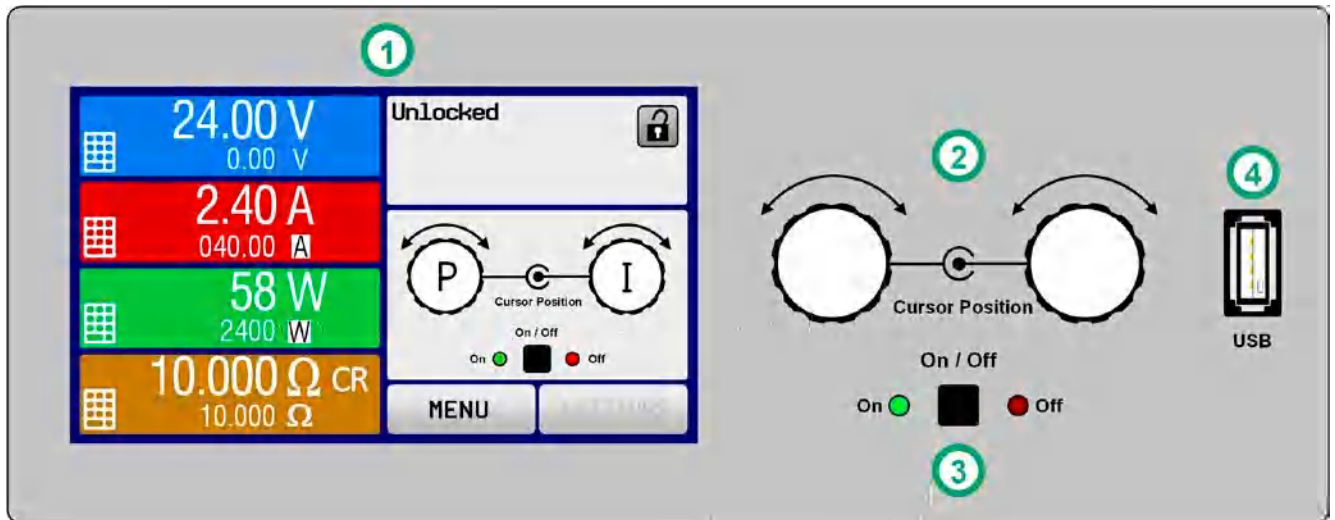 1
24.00 V
0.00 V
2.40 A
040.00 A
58 W
2400 W
10.000 Ω CR
10.000 Ω
Unlocked
P
I
Cursor Position
On / Off
On
Off
MENU
SETTINGS
2
Cursor Position
On / Off
On
Off
3
4
USB